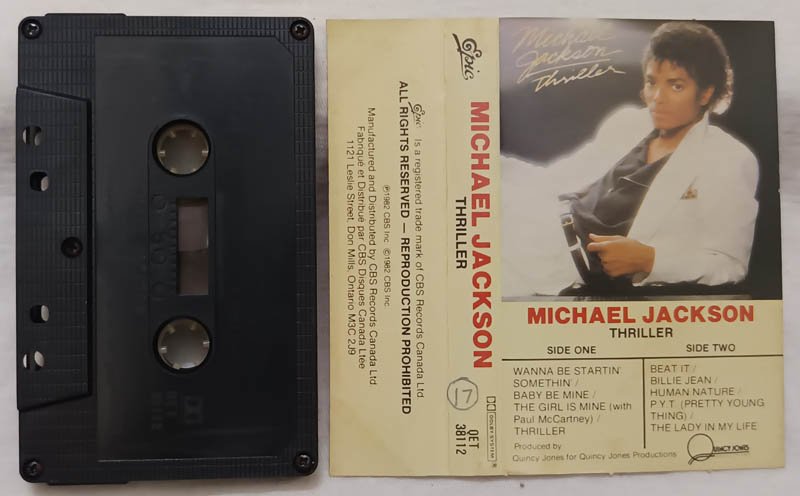 Epic
Epic Is a registered trade mark of CBS Records Canada Ltd.
ALL RIGHTS RESERVED — REPRODUCTION PROHIBITED
℗1982 CBS Inc ©1982 CBS Inc
Manufactured and Distributed by CBS Records Canada Ltd
Fabriqué et Distribué par CBS Disques Canada Ltee
1121 Leslie Street, Don Mills, Ontario M3C 2J9
MICHAEL JACKSON
THRILLER
17
DOLBY SYSTEM
QET
38112
Michael
Jackson
Thriller
MICHAEL JACKSON
THRILLER
SIDE ONE
WANNA BE STARTIN'
SOMETHIN' /
BABY BE MINE /
THE GIRL IS MINE (with
Paul McCartney) /
THRILLER
SIDE TWO
BEAT IT /
BILLIE JEAN /
HUMAN NATURE /
P.Y.T. (PRETTY YOUNG
THING) /
THE LADY IN MY LIFE
Produced by
Quincy Jones for Quincy Jones Productions
QUINCY JONES